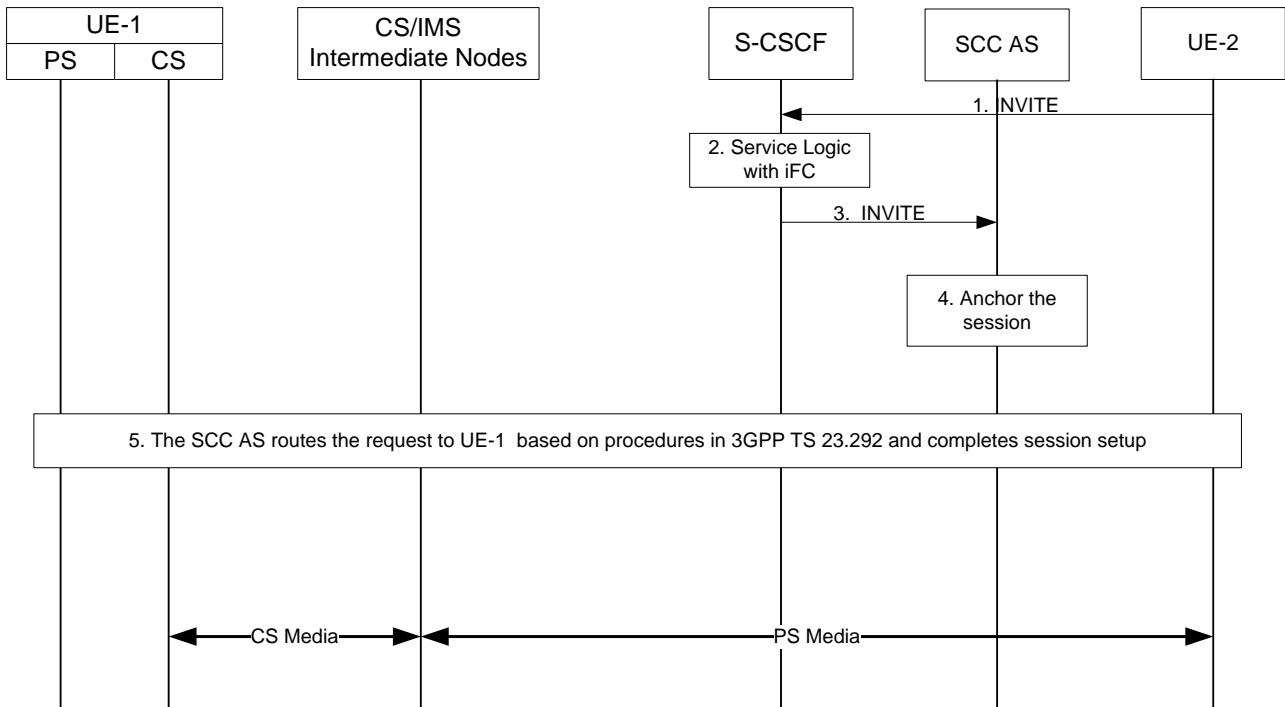 UE-1
PS
CS
CS/IMS
Intermediate Nodes
S-CSCF
SCC AS
UE-2
1. INVITE
2. Service Logic
with iFC
3. INVITE
4. Anchor the
session
5. The SCC AS routes the request to UE-1 based on procedures in 3GPP TS 23.292 and completes session setup
CS Media
PS Media